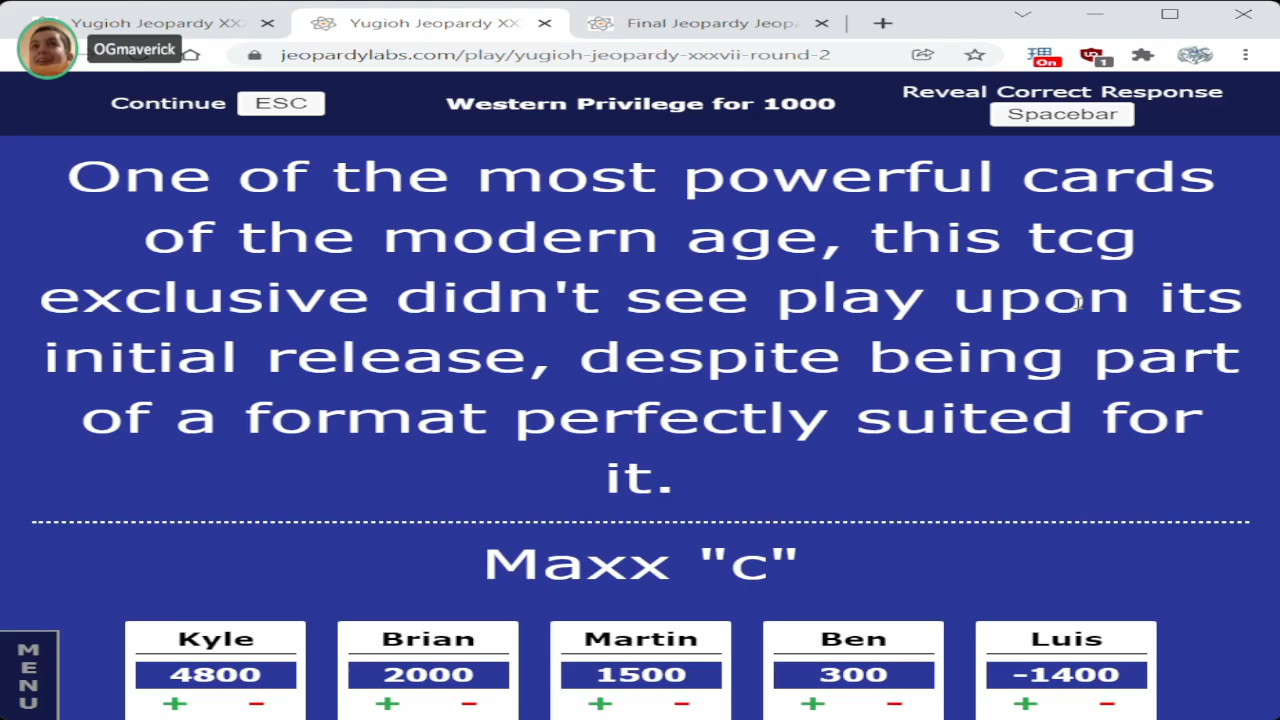 Yugioh Jeopardy XX
Yugioh Jeopardy XX
Final Jeopardy Jeop
OGmaverick
jeopardylabs.com/play/yugioh-jeopardy-xxxvii-round-2
理
On
1
Continue ESC
Western Privilege for 1000
Reveal Correct Response
Spacebar
One of the most powerful cards
of the modern age, this tcg
exclusive didn't see play upon its
initial release, despite being part
of a format perfectly suited for
it.
Maxx "c"
MENU
Kyle Brian Martin Ben Luis
4800 2000 1500 300 -1400
+ - + - + - + - + -